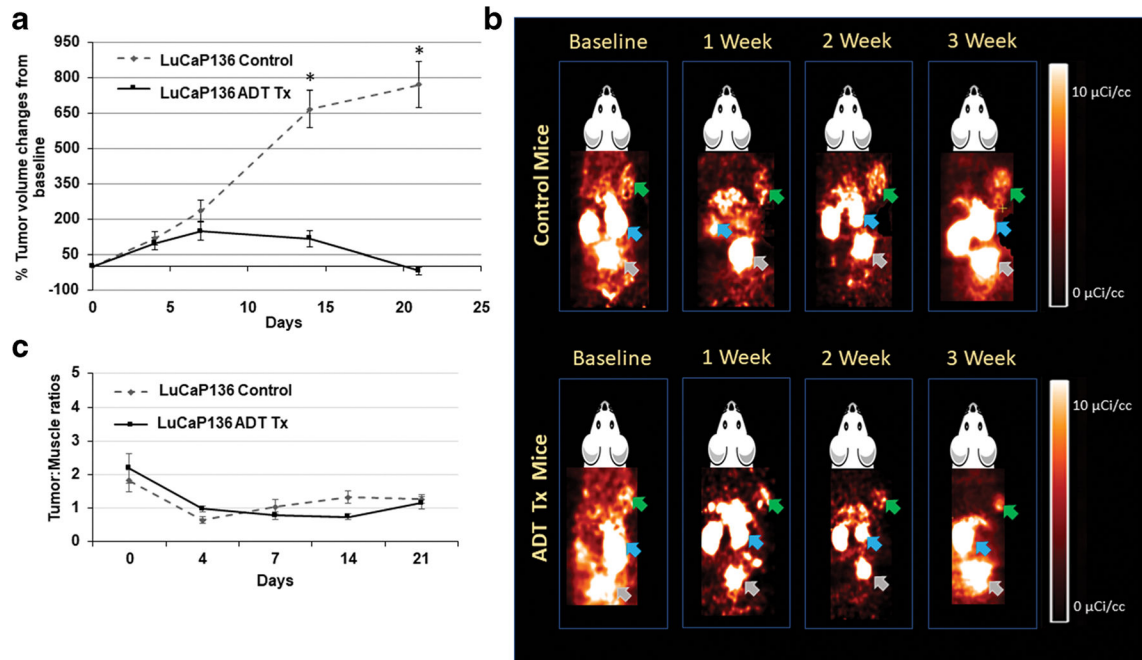 a
950
800
650
500
350
200
50
-100
% Tumor volume changes from
baseline
LuCaP136 Control
LuCaP136 ADT Tx
*
*
0
5
10
15
20
25
Days
b
Baseline
1 Week
2 Week
3 Week
Control Mice
10 µCi/cc
0 µCi/cc
Baseline
1 Week
2 Week
3 Week
ADT Tx Mice
10 µCi/cc
0 µCi/cc
c
5
4
3
2
1
0
Tumor:Muscle ratios
LuCaP136 Control
LuCaP136 ADT Tx
0
4
7
14
21
Days